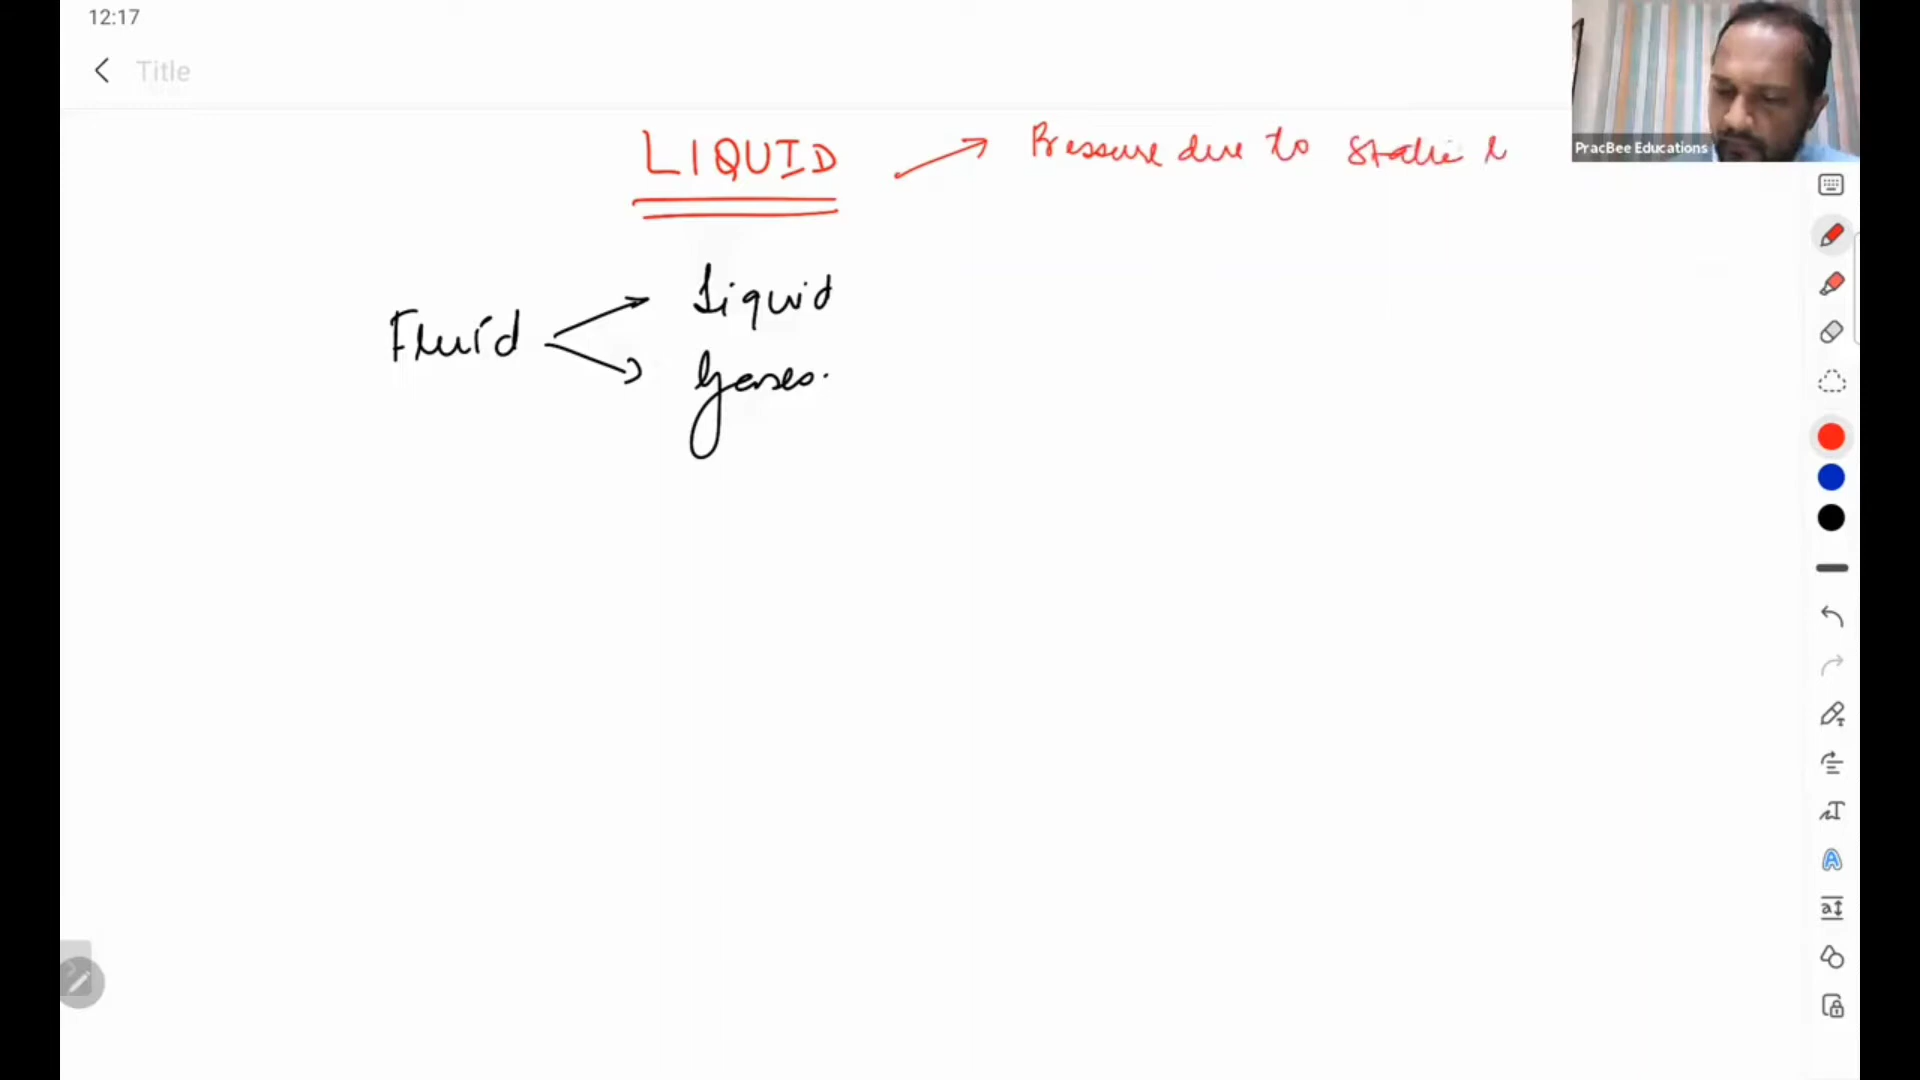 12:17
Title
PracBee Educations
LIQUID → Pressure due to static l
Liquid
Fluid
Gases.